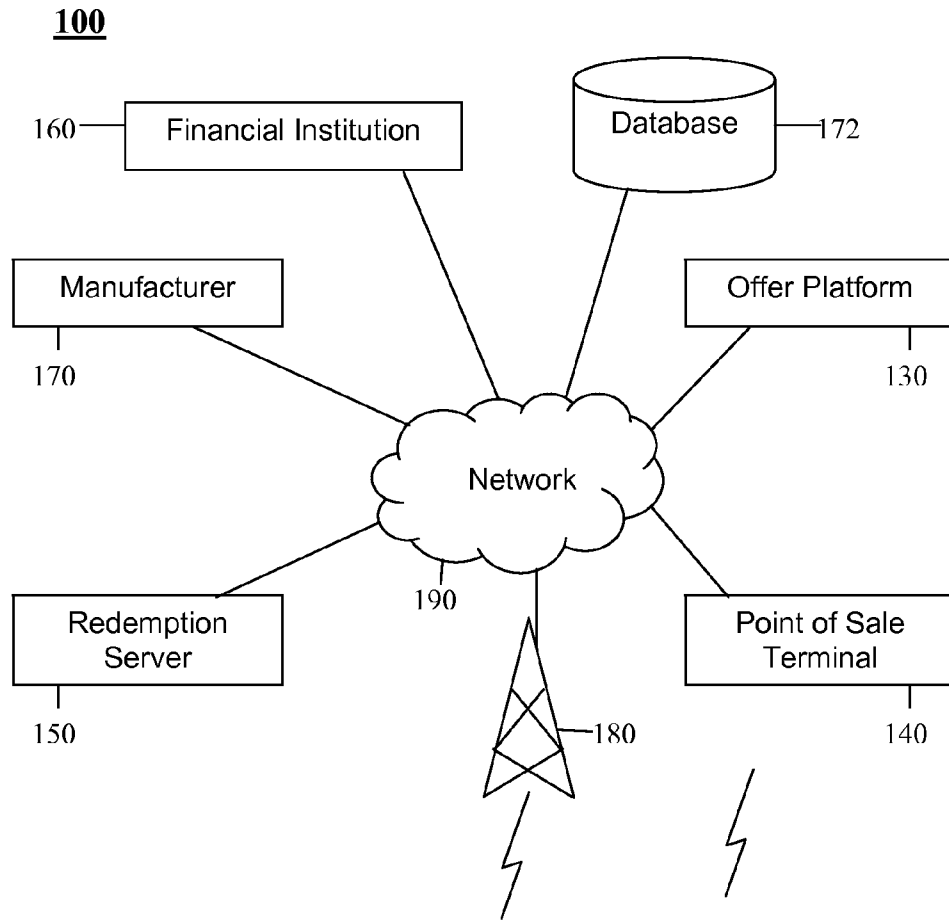 100
160
Financial Institution
Database
172
Manufacturer
170
Offer Platform
130
Network
190
Redemption
Server
150
Point of Sale
Terminal
140
180